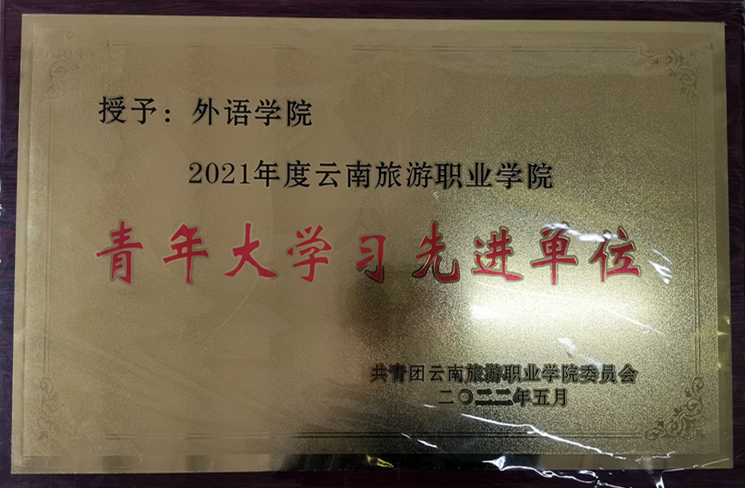 授予：外语学院
2021年度云南旅游职业学院
青年大学习先进单位
共青团云南旅游职业学院委员会
二〇二二年五月